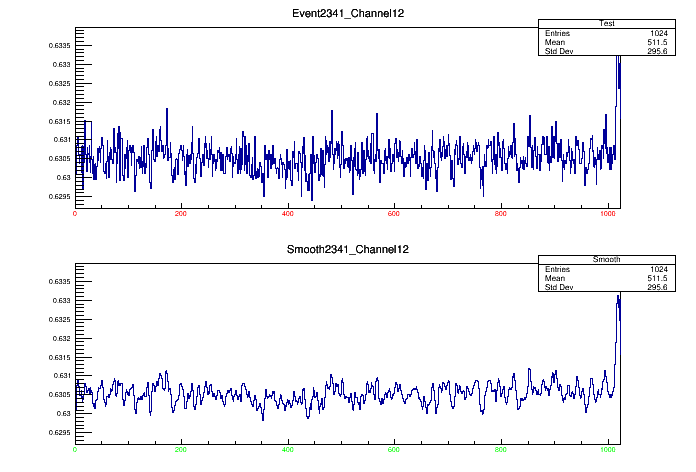 Event2341_Channel12
Test
Entries 1024
Mean 511.5
Std Dev 295.6
0.6335
0.633
0.6325
0.632
0.6315
0.631
0.6305
0.63
0.6295
0 200 400 600 800 1000
Smooth2341_Channel12
Smooth
Entries 1024
Mean 511.5
Std Dev 295.6
0.6335
0.633
0.6325
0.632
0.6315
0.631
0.6305
0.63
0.6295
0 200 400 600 800 1000